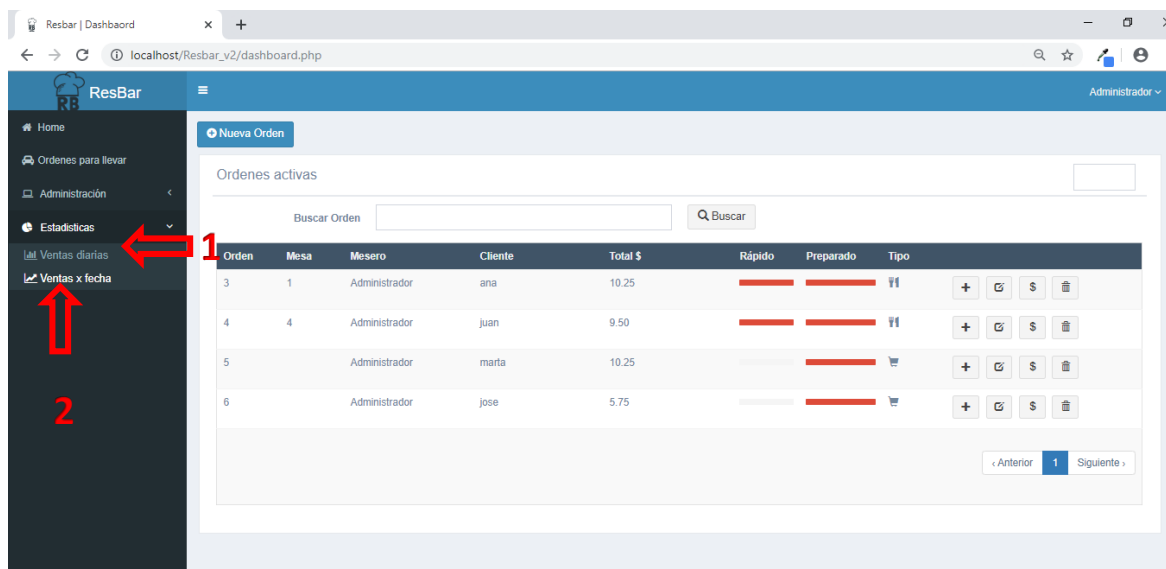 Resbar | Dashbaord
localhost/Resbar_v2/dashboard.php
RB ResBar
Administrador
Home
Ordenes para llevar
Administración
Estadisticas
Ventas diarias
Ventas x fecha
1
2
Nueva Orden
Ordenes activas
Buscar Orden Buscar
Orden Mesa Mesero Cliente Total $ Rápido Preparado Tipo
3 1 Administrador ana 10.25 $
4 4 Administrador juan 9.50 $
5 Administrador marta 10.25 $
6 Administrador jose 5.75 $
‹ Anterior 1 Siguiente ›